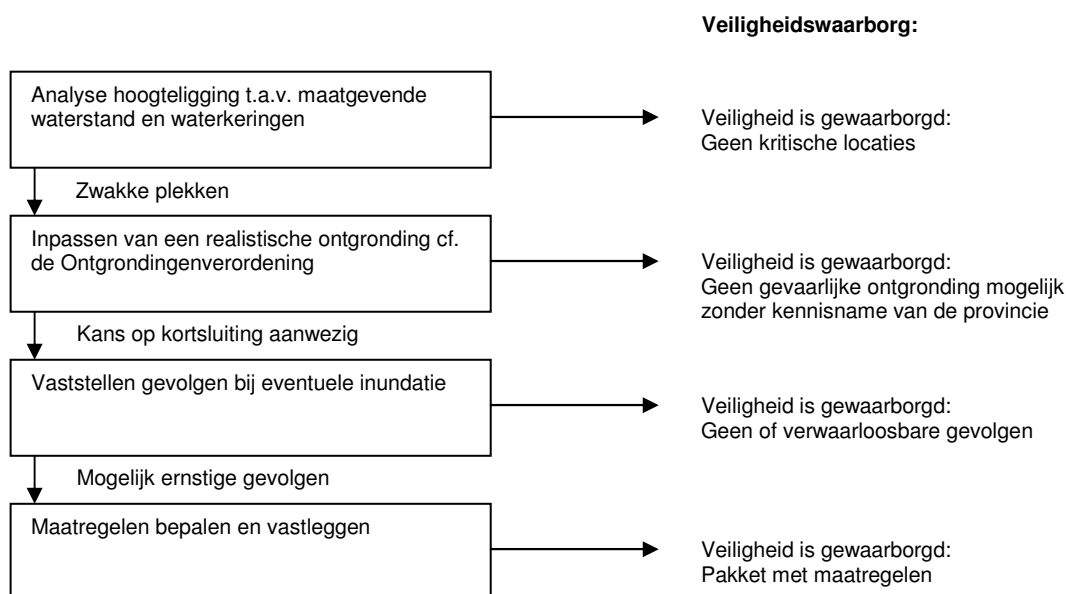 Veiligheidswaarborg:
Analyse hoogteligging t.a.v. maatgevende
waterstand en waterkeringen
Veiligheid is gewaarborgd:
Geen kritische locaties
Zwakke plekken
Inpassen van een realistische ontgronding cf.
de Ontgrondingenverordening
Veiligheid is gewaarborgd:
Geen gevaarlijke ontgronding mogelijk
zonder kennisname van de provincie
Kans op kortsluiting aanwezig
Vaststellen gevolgen bij eventuele inundatie
Veiligheid is gewaarborgd:
Geen of verwaarloosbare gevolgen
Mogelijk ernstige gevolgen
Maatregelen bepalen en vastleggen
Veiligheid is gewaarborgd:
Pakket met maatregelen